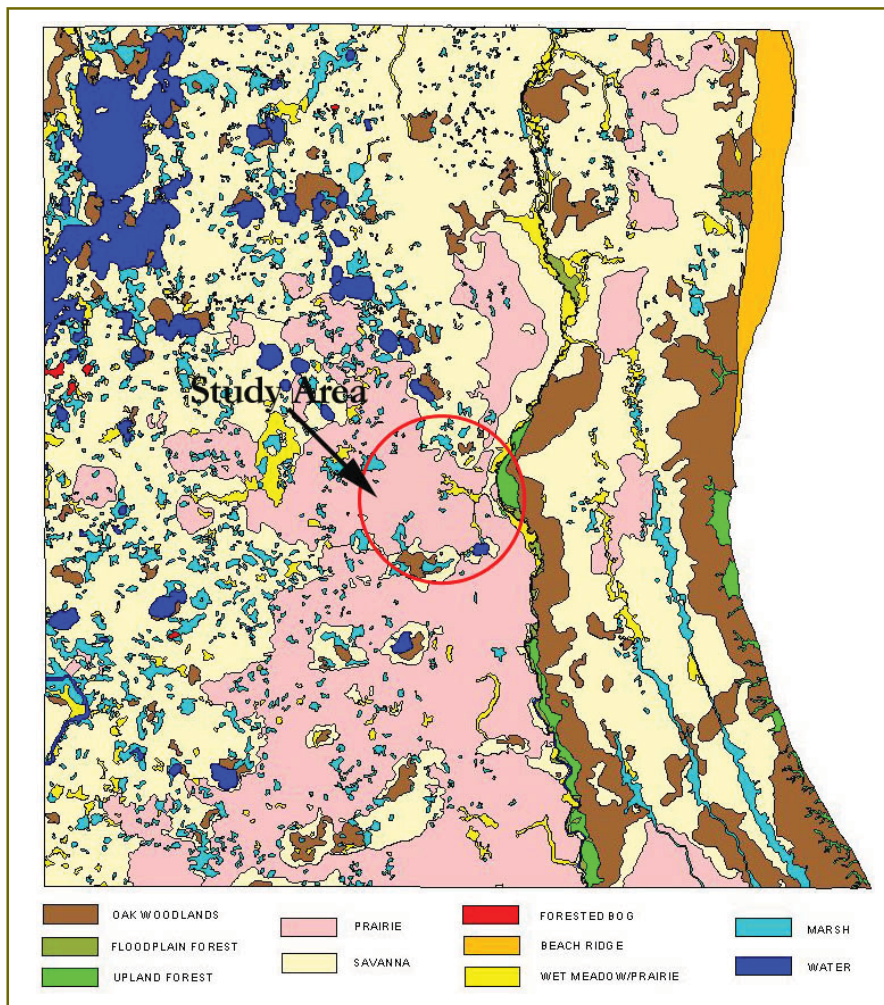 Study Area
OAK WOODLANDS
FLOODPLAIN FOREST
UPLAND FOREST
PRAIRIE
SAVANNA
FORESTED BOG
BEACH RIDGE
WET MEADOW/PRAIRIE
MARSH
WATER